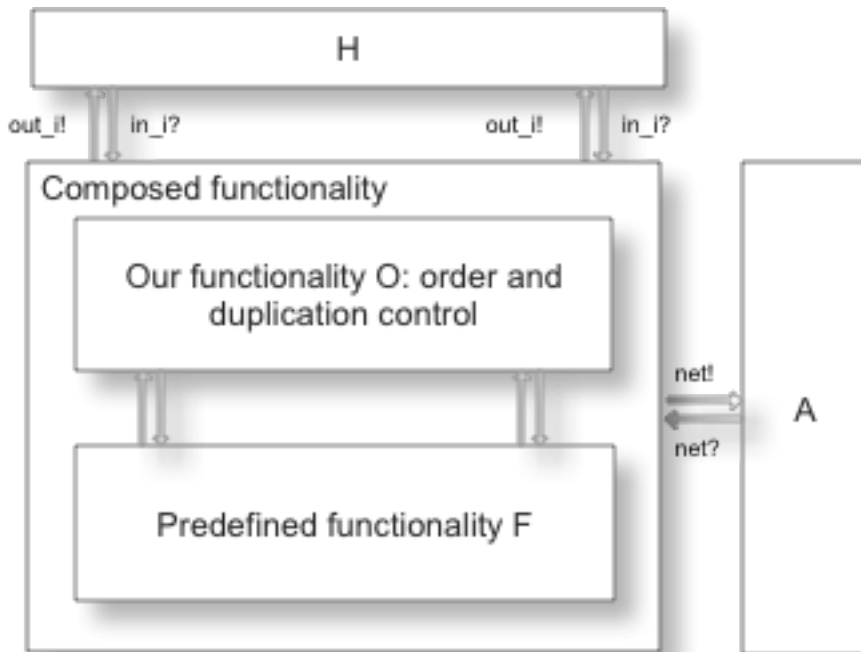 H
out_i!
in_i?
out_i!
in_i?
Composed functionality
Our functionality O: order and
duplication control
net!
A
net?
Predefined functionality F